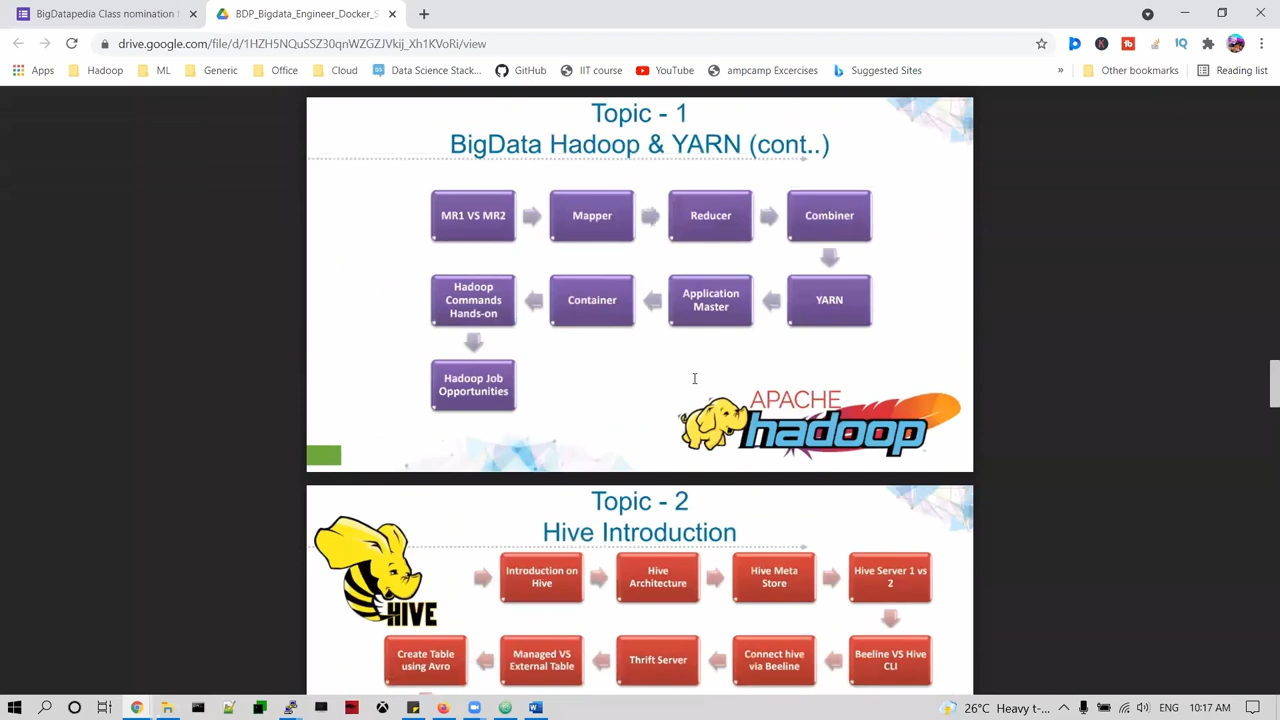 BigDatapedia Class nomination f
BDP_Bigdata_Engineer_Docker_S
drive.google.com/file/d/1HZH5NQuSSZ30qnWZGZJVkij_Xh1KVoRi/view
Apps
Hadoop
ML
Generic
Office
Cloud
Data Science Stack...
GitHub
IIT course
YouTube
ampcamp Excercises
Suggested Sites
»
Other bookmarks
Reading list
Topic - 1
BigData Hadoop & YARN (cont..)
MR1 VS MR2
Mapper
Reducer
Combiner
Hadoop
Commands
Hands-on
Container
Application
Master
YARN
Hadoop Job
Opportunities
APACHE
hadoop
Topic - 2
Hive Introduction
HIVE
Introduction on
Hive
Hive
Architecture
Hive Meta
Store
Hive Server 1 vs
2
Create Table
using Avro
Managed VS
External Table
Thrift Server
Connect hive
via Beeline
Beeline VS Hive
CLI
26°C Heavy t-...
ENG
10:17 AM